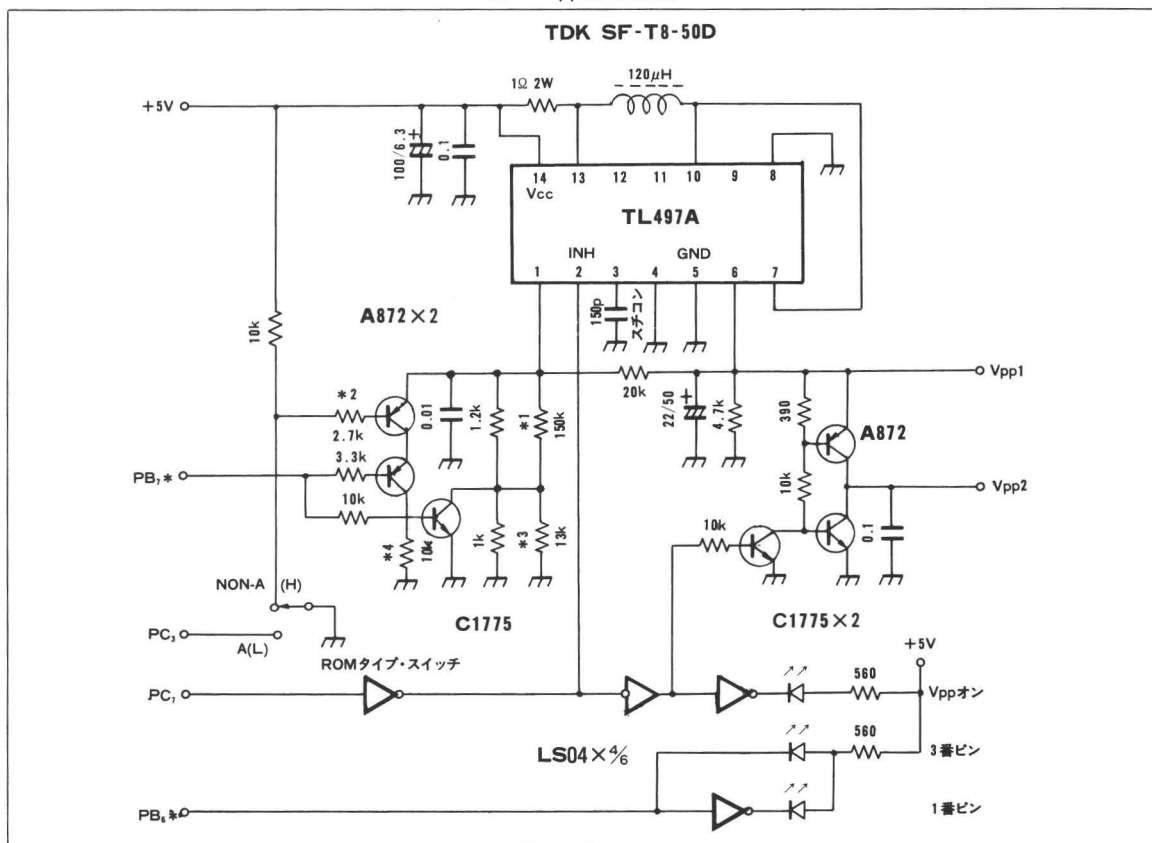 TDK SF-T8-50D
1Ω 2W
120μH
+5V
100/6.3
+
0.1
14
13
12
11
10
9
8
Vcc
TL497A
INH
GND
1
2
3
4
5
6
7
150p
スチコン
A872×2
10k
*2
2.7k
3.3k
PB₇*
10k
0.01
1.2k
*1
150k
20k
22/50
+
4.7k
390
Vpp1
A872
10k
Vpp2
*4
10k
1k
*3
13k
10k
0.1
NON-A (H)
C1775
C1775×2
PC₃
A(L)
ROMタイプ・スイッチ
+5V
PC₇
560
Vppオン
LS04×4/6
560
3番ピン
PB₆*
1番ピン